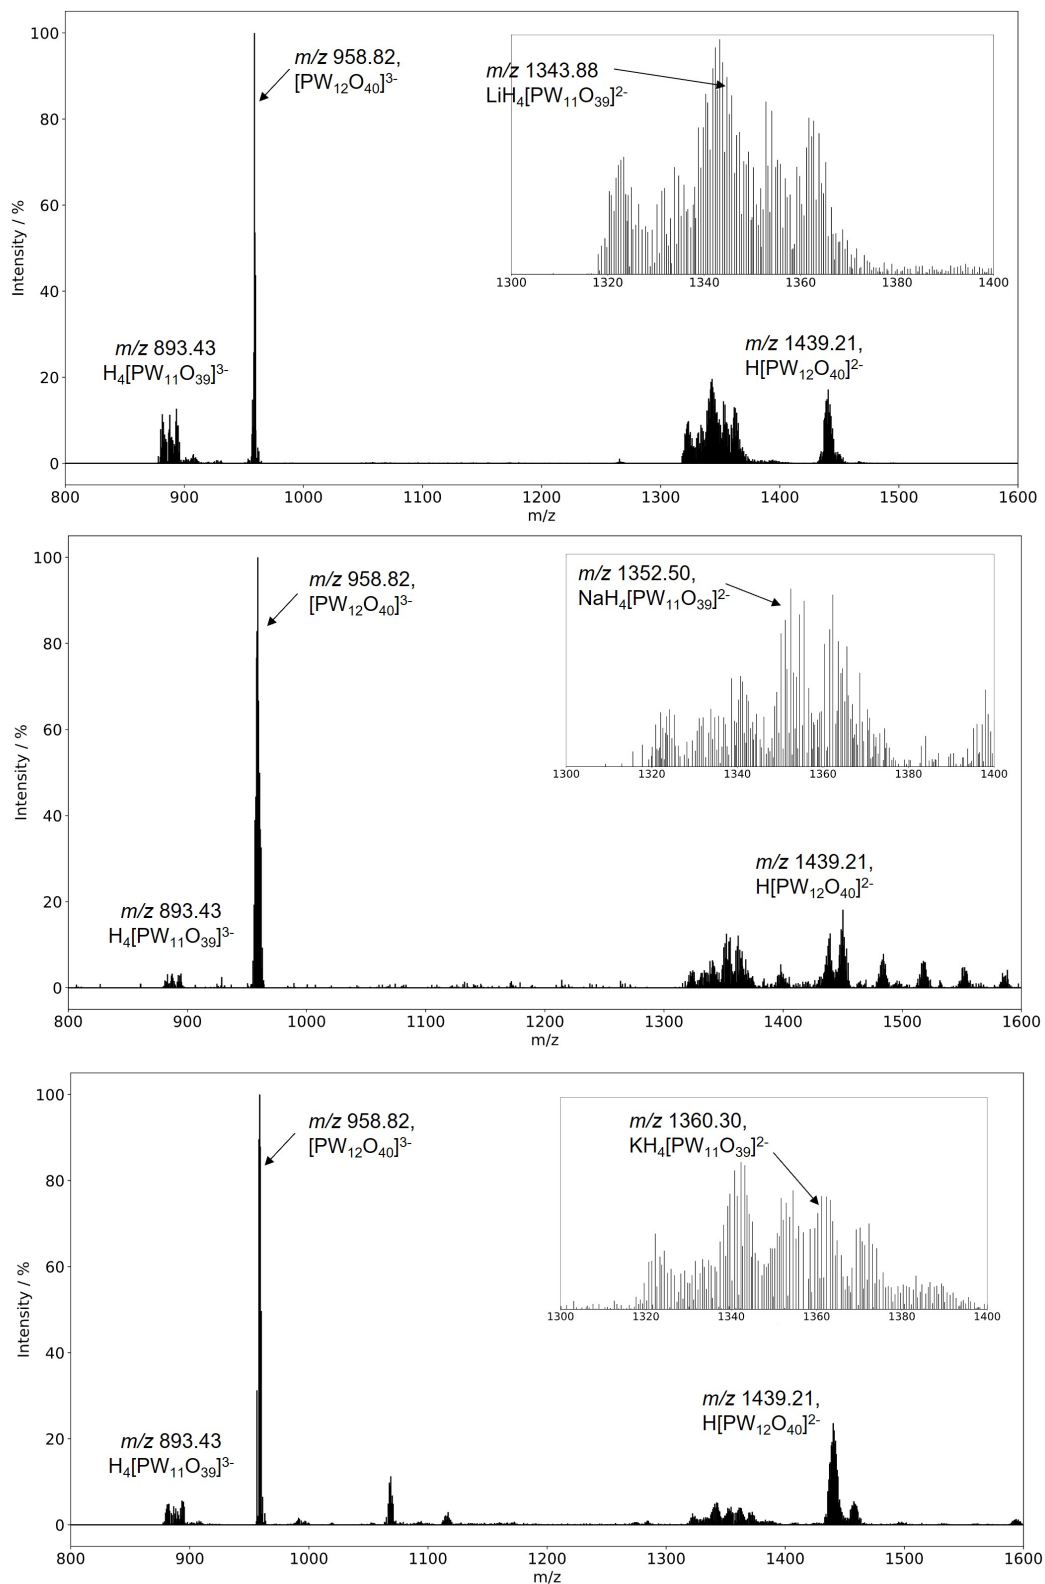 100
80
60
40
20
0
Intensity / %
m/z 958.82,
[PW₁₂O₄₀]³⁻
m/z 1343.88
LiH₄[PW₁₁O₃₉]²⁻
1300 1320 1340 1360 1380 1400
m/z 893.43
H₄[PW₁₁O₃₉]³⁻
m/z 1439.21,
H[PW₁₂O₄₀]²⁻
800 900 1000 1100 1200 1300 1400 1500 1600
m/z
100
80
60
40
20
0
Intensity / %
m/z 958.82,
[PW₁₂O₄₀]³⁻
m/z 1352.50,
NaH₄[PW₁₁O₃₉]²⁻
1300 1320 1340 1360 1380 1400
m/z 893.43
H₄[PW₁₁O₃₉]³⁻
m/z 1439.21,
H[PW₁₂O₄₀]²⁻
800 900 1000 1100 1200 1300 1400 1500 1600
m/z
100
80
60
40
20
0
Intensity / %
m/z 958.82,
[PW₁₂O₄₀]³⁻
m/z 1360.30,
KH₄[PW₁₁O₃₉]²⁻
1300 1320 1340 1360 1380 1400
m/z 893.43
H₄[PW₁₁O₃₉]³⁻
m/z 1439.21,
H[PW₁₂O₄₀]²⁻
800 900 1000 1100 1200 1300 1400 1500 1600
m/z